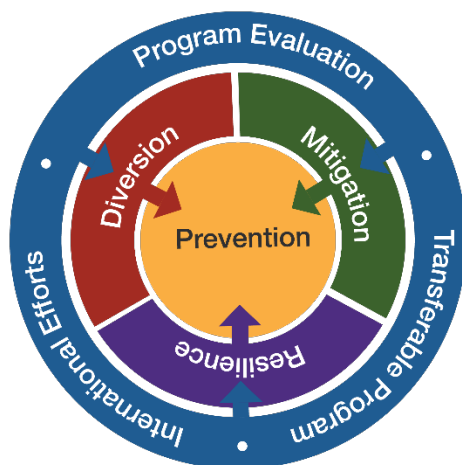 Program Evaluation
Diversion
Mitigation
Prevention
Resilience
International Efforts
Transferable Program